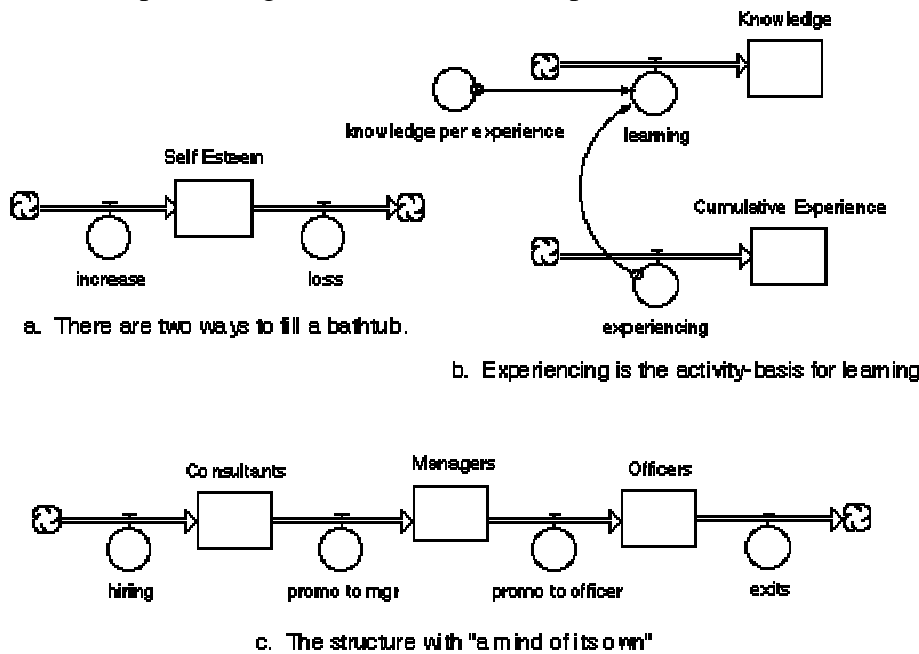 Knowledge
knowledge per experience
learning
Self Esteem
Cumulative Experience
increase
loss
experiencing
a. There are two ways to fill a bathtub.
b. Experiencing is the activity-basis for learning
Consultants
Managers
Officers
hiring
promo to mgr
promo to officer
exits
c. The structure with "a mind of its own"